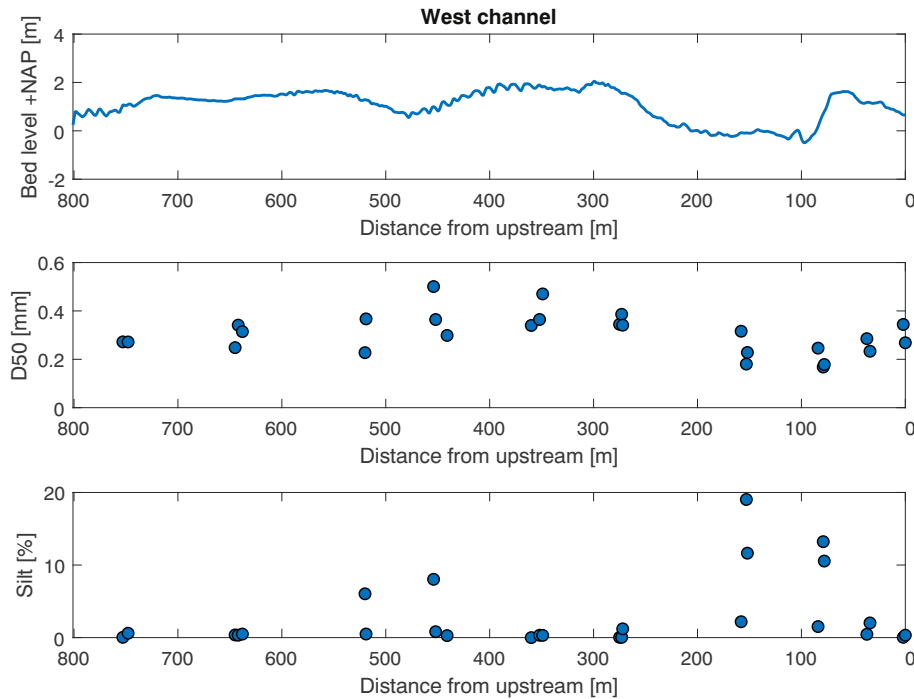 West channel
Bed level +NAP [m]
4
2
0
-2
800 700 600 500 400 300 200 100 0
Distance from upstream [m]
D50 [mm]
0.6
0.4
0.2
0
800 700 600 500 400 300 200 100 0
Distance from upstream [m]
Silt [%]
20
10
0
800 700 600 500 400 300 200 100 0
Distance from upstream [m]